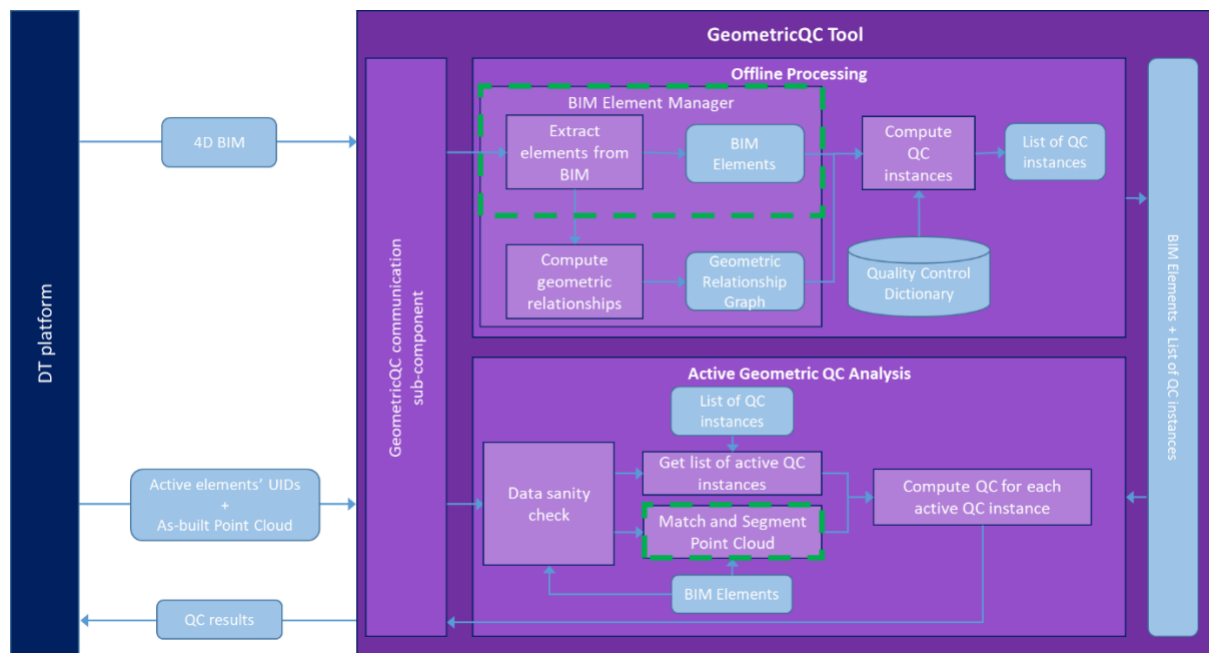 GeometricQC Tool
Offline Processing
BIM Element Manager
Extract
elements from
BIM
BIM
Elements
Compute
QC
instances
List of QC
instances
4D BIM
Compute
geometric
relationships
Geometric
Relationship
Graph
Quality Control
Dictionary
DT platform
GeometricQC communication
sub-component
BIM Elements + List of QC instances
Active Geometric QC Analysis
List of QC
instances
Active elements' UIDs
+
As-built Point Cloud
Data sanity
check
Get list of active QC
instances
Match and Segment
Point Cloud
Compute QC for each
active QC instance
BIM Elements
QC results